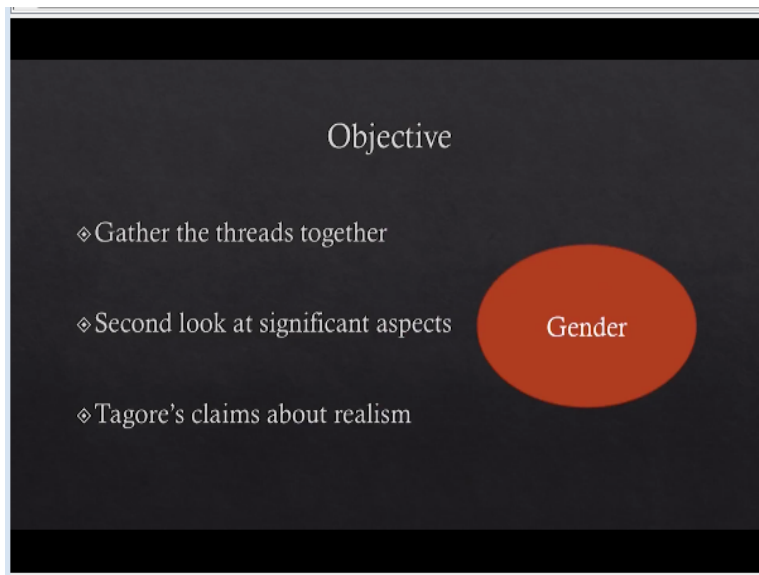 Objective
Gather the threads together
Second look at significant aspects
Gender
Tagore's claims about realism